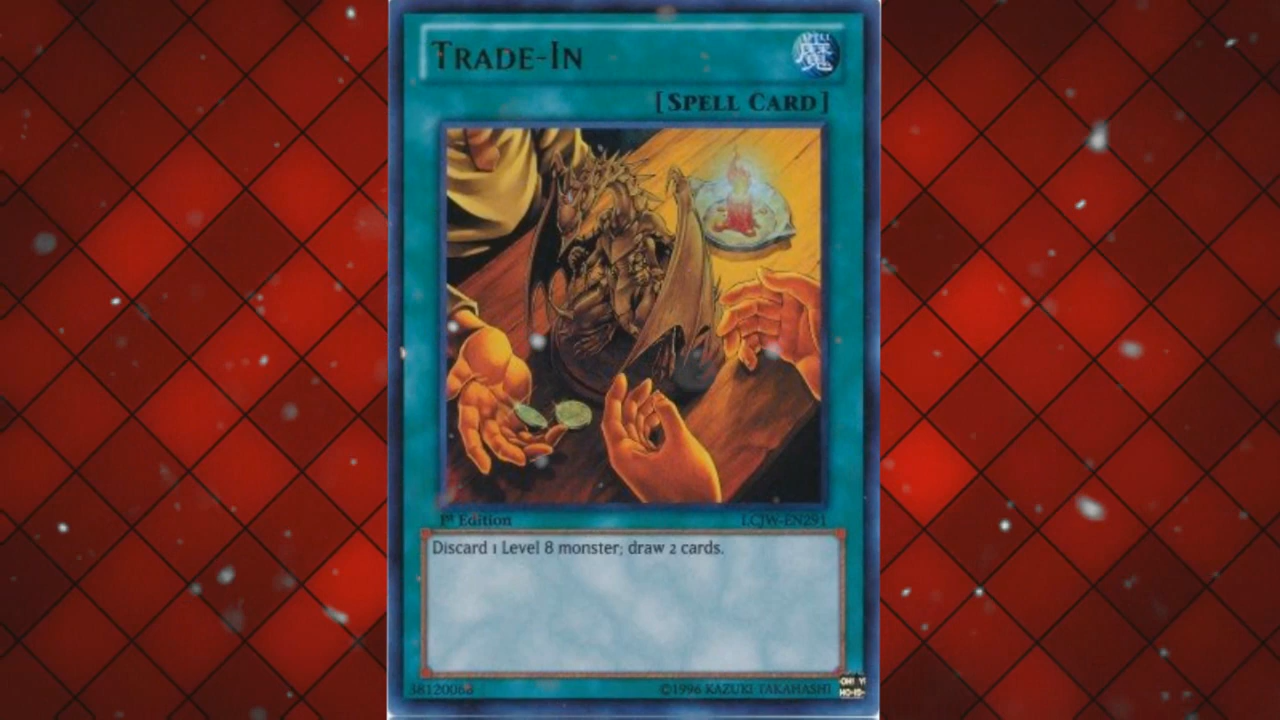 TRADE-IN
魔
[SPELL CARD]
1st Edition
LCJW-EN291
Discard 1 Level 8 monster; draw 2 cards.
38120068
©1996 KAZUKI TAKAHASHI